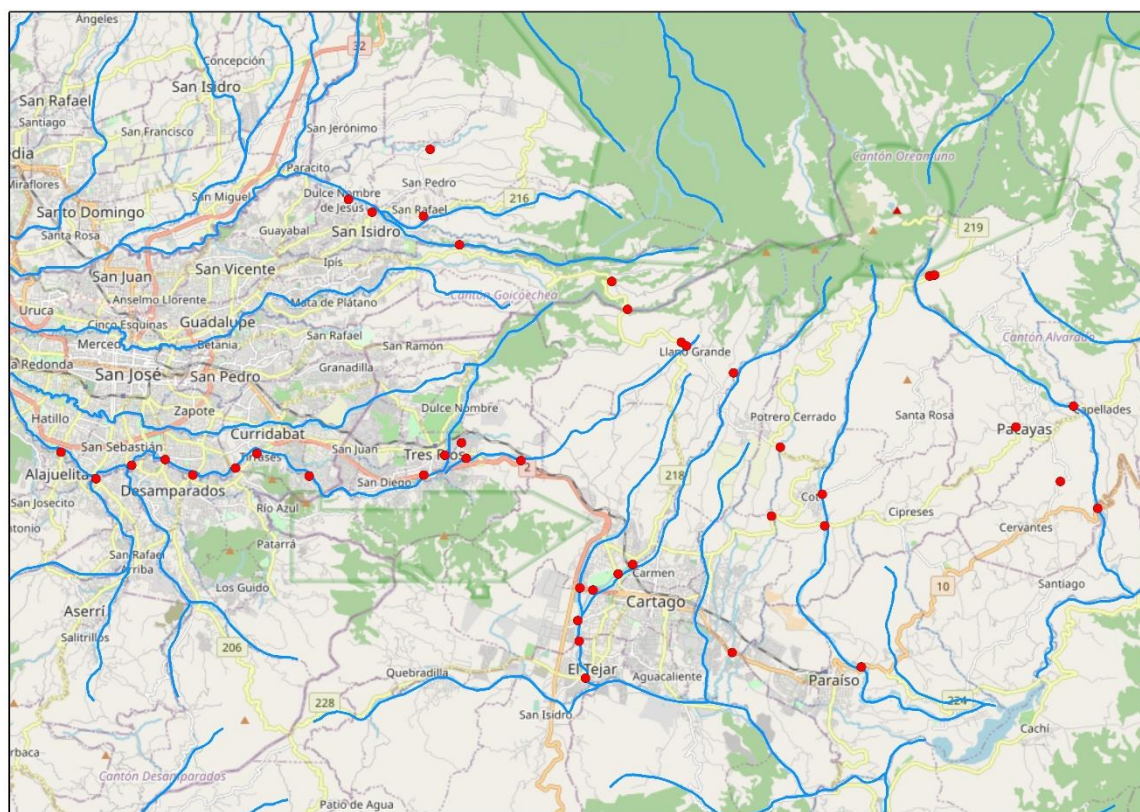 Ángeles
Concepción
32
San Rafael
San Isidro
Santiago
San Francisco
San Jerónimo
dia
Paracito
Cantón Oreamuno
Miraflores
San Pedro
San Miguel
Dulce Nombre
de Jesús
San Rafael
216
Santo Domingo
Santa Rosa
Guayabal
San Isidro
219
San Juan
San Vicente
Ipís
Anselmo Llorente
Mata de Plátano
Cantón Goicoechea
Uruca
Cinco Esquinas
Guadalupe
Merced
Betania
San Rafael
San Ramón
Llano Grande
Cantón Alvarado
a Redonda
San José
San Pedro
Granadilla
Zapote
Dulce Nombre
Potrero Cerrado
Santa Rosa
Capellades
Hatillo
Pacayas
San Sebastián
Curridabat
San Juan
Tres Ríos
Tirrases
Alajuelita
San Diego
2
218
Desamparados
Cot
San Josecito
Río Azul
Cipreses
Antonio
Cervantes
Patarrá
San Rafael
Arriba
Los Guido
Carmen
Santiago
10
Cartago
Aserrí
Salitrillos
206
Quebradilla
El Tejar
Aguacaliente
Paraíso
228
224
San Isidro
Cachí
Cantón Desamparados
Patio de Agua